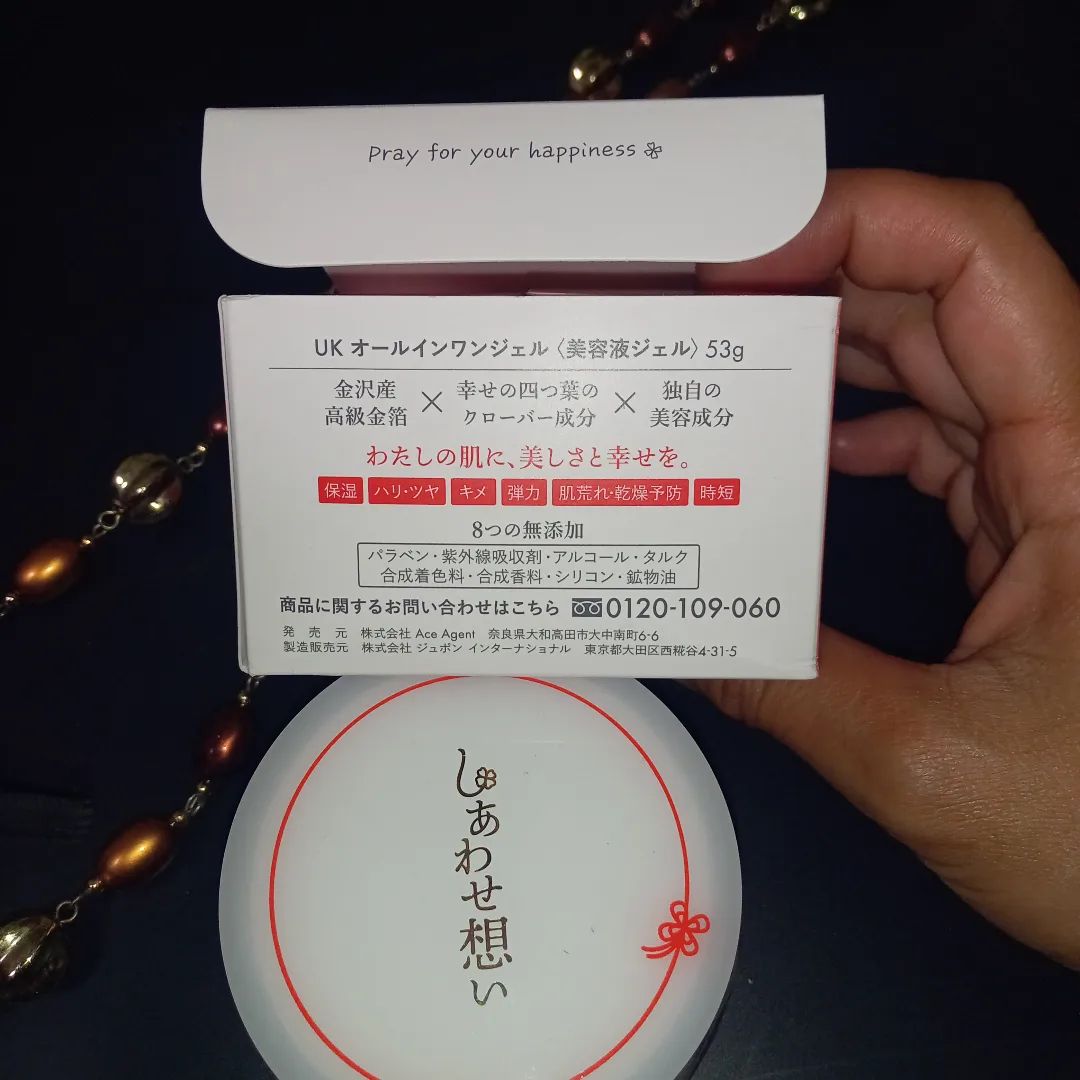 Pray for your happiness
UK オールインワンジェル〈美容液ジェル〉53g
金沢産 高級金箔 × 幸せの四つ葉の クローバー成分 × 独自の 美容成分
わたしの肌に、美しさと幸せを。
保湿 ハリ・ツヤ キメ 弾力 肌荒れ・乾燥予防 時短
8つの無添加
パラベン・紫外線吸収剤・アルコール・タルク
合成着色料・合成香料・シリコン・鉱物油
商品に関するお問い合わせはこちら 0120-109-060
発売元 株式会社 Ace Agent 奈良県大和高田市大中南町6-6
製造販売元 株式会社 ジュポン インターナショナル 東京都大田区西糀谷4-31-5
しあわせ想い